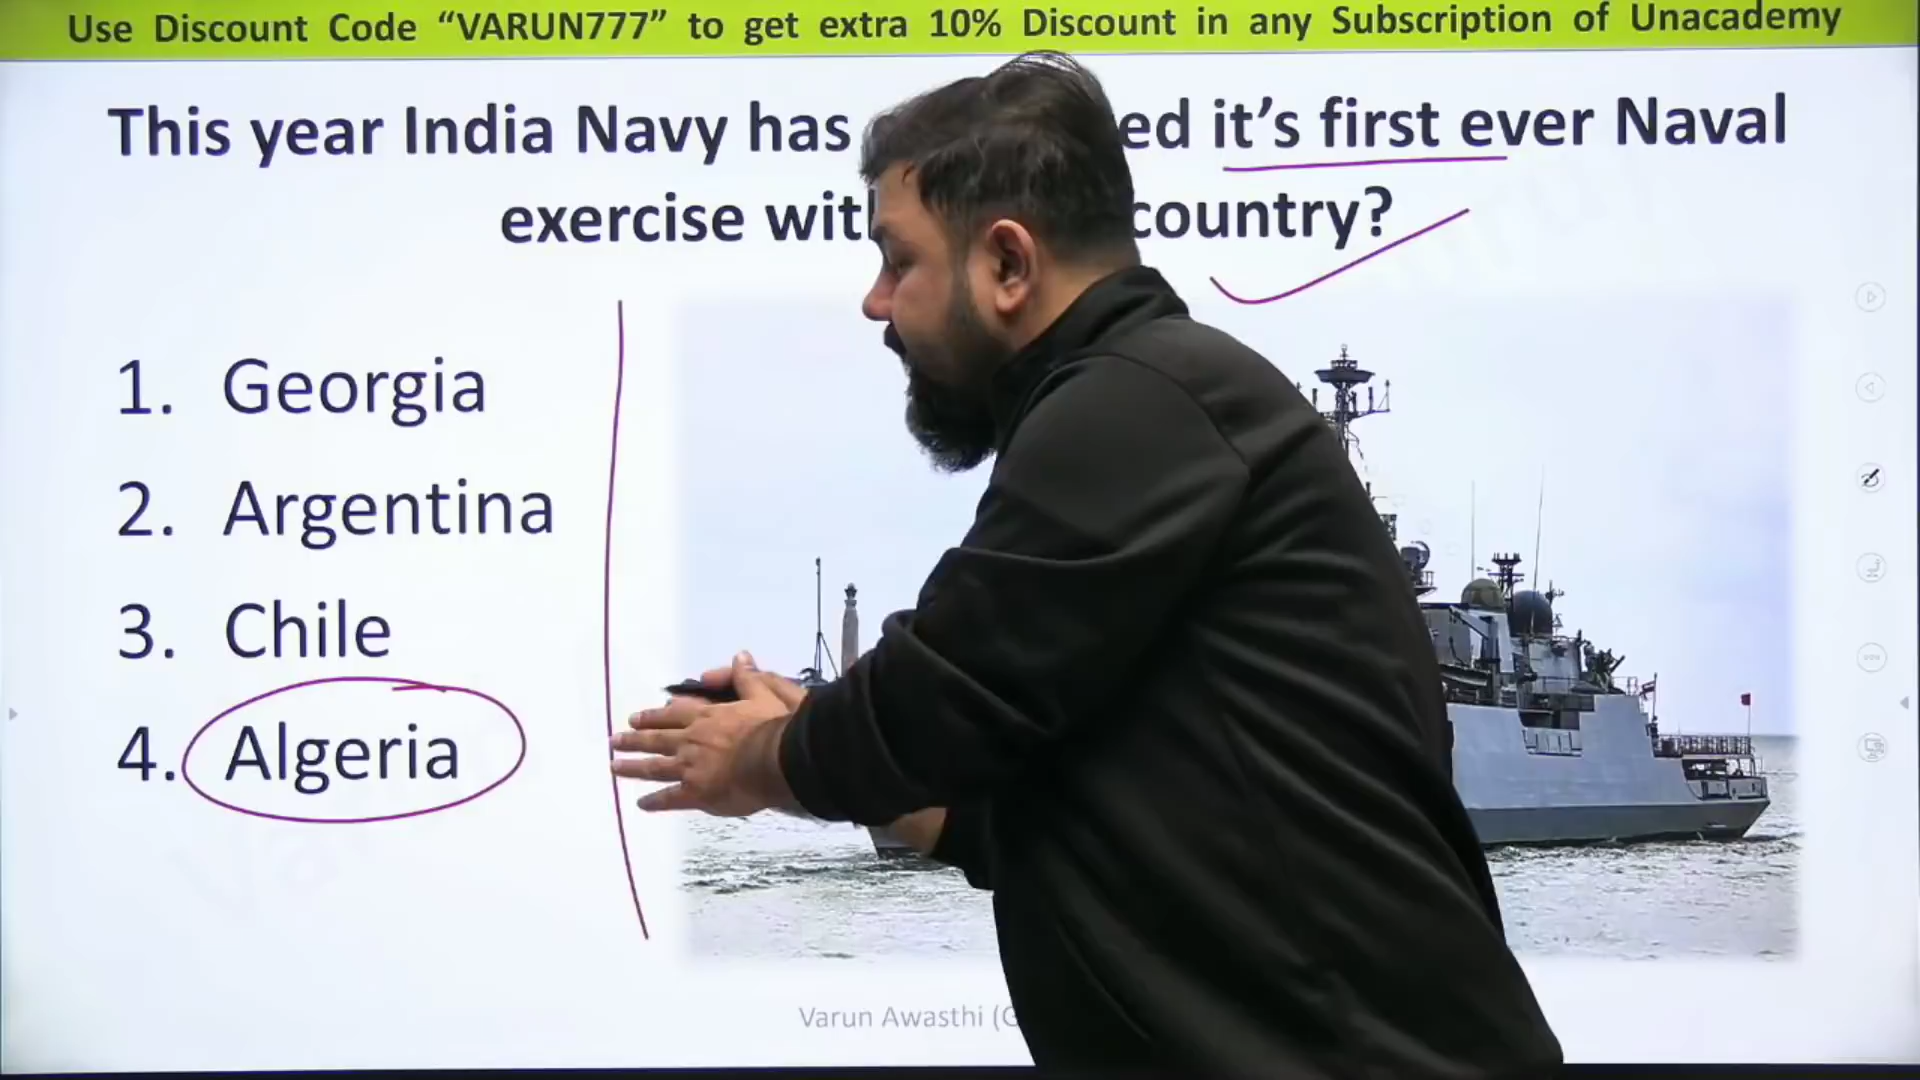 Use Discount Code “VARUN777” to get extra 10% Discount in any Subscription of Unacademy
This year India Navy has ed it’s first ever Naval
exercise country?
1. Georgia
2. Argentina
3. Chile
4. Algeria
Varun Awasthi